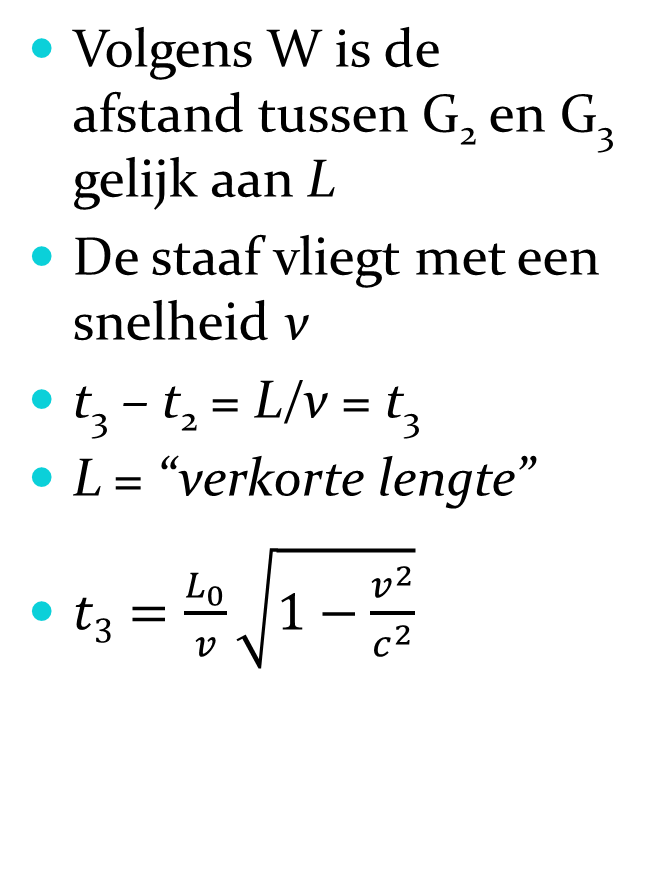 • Volgens W is de
afstand tussen G₂ en G₃
gelijk aan L
• De staaf vliegt met een
snelheid v
• t₃ – t₂ = L/v = t₃
• L = “verkorte lengte”
• t₃ = L₀/v √(1 − v²/c²)